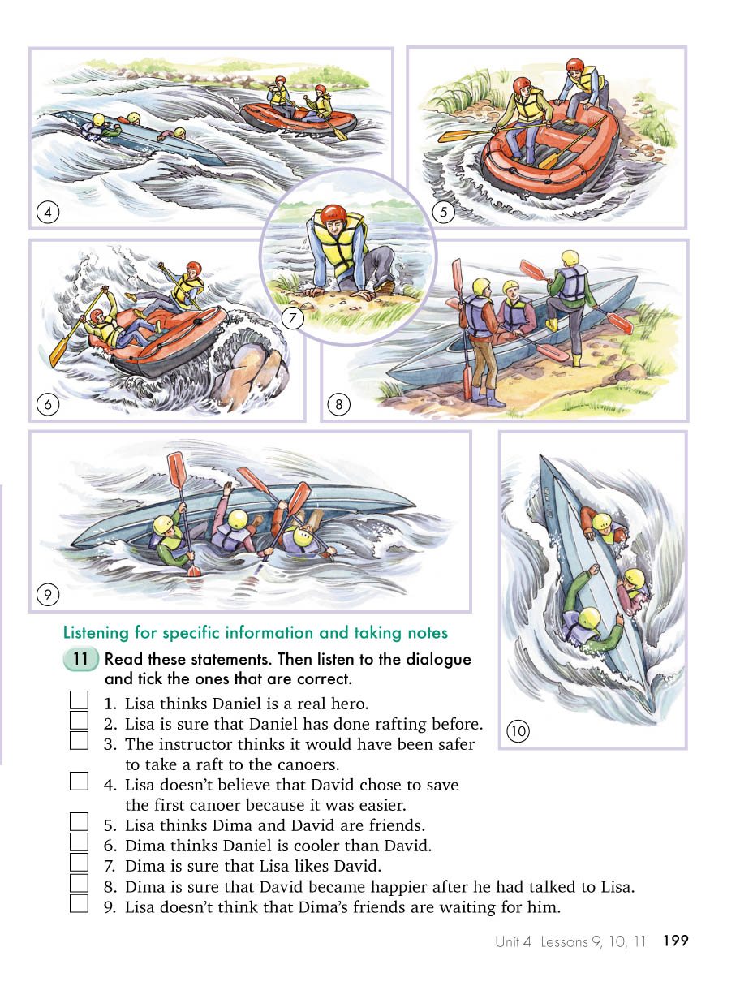 4
5
7
6
8
9
10
Listening for specific information and taking notes
11 Read these statements. Then listen to the dialogue
and tick the ones that are correct.
1. Lisa thinks Daniel is a real hero.
2. Lisa is sure that Daniel has done rafting before.
3. The instructor thinks it would have been safer
to take a raft to the canoers.
4. Lisa doesn’t believe that David chose to save
the first canoer because it was easier.
5. Lisa thinks Dima and David are friends.
6. Dima thinks Daniel is cooler than David.
7. Dima is sure that Lisa likes David.
8. Dima is sure that David became happier after he had talked to Lisa.
9. Lisa doesn’t think that Dima’s friends are waiting for him.
Unit 4 Lessons 9, 10, 11 199